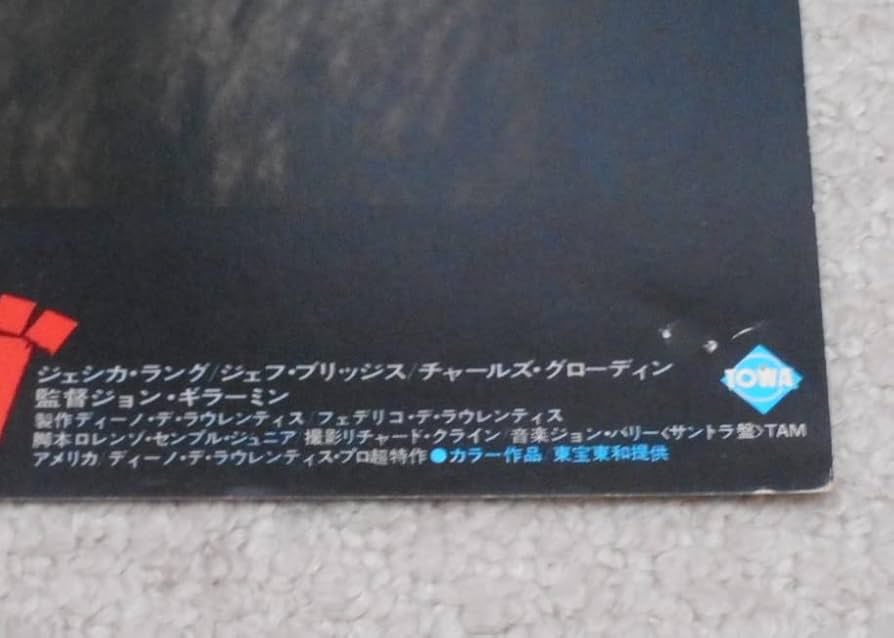 ジェシカ・ラング/ジェフ・ブリッジス/チャールズ・グローディン
監督ジョン・ギラーミン
製作ディーノ・デ・ラウレンティス/フェデリコ・デ・ラウレンティス
脚本ロレンゾ・センプル・ジュニア/撮影リチャード・クライン/音楽ジョン・バリー<サントラ盤>TAM
アメリカ/ディーノ・デ・ラウレンティス・プロ超特作●カラー作品/東宝東和提供
TOWA